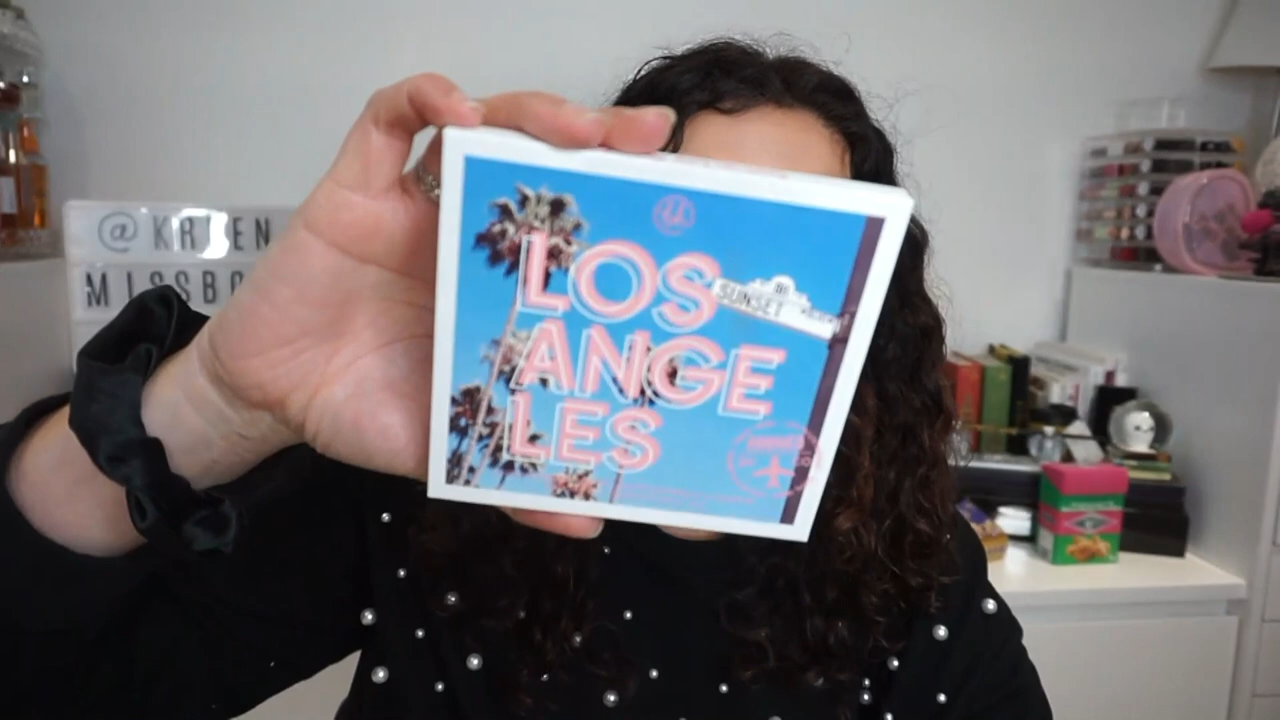 @ KR
EN
MISSBO
LOS
ANGE
LES
SUNSET